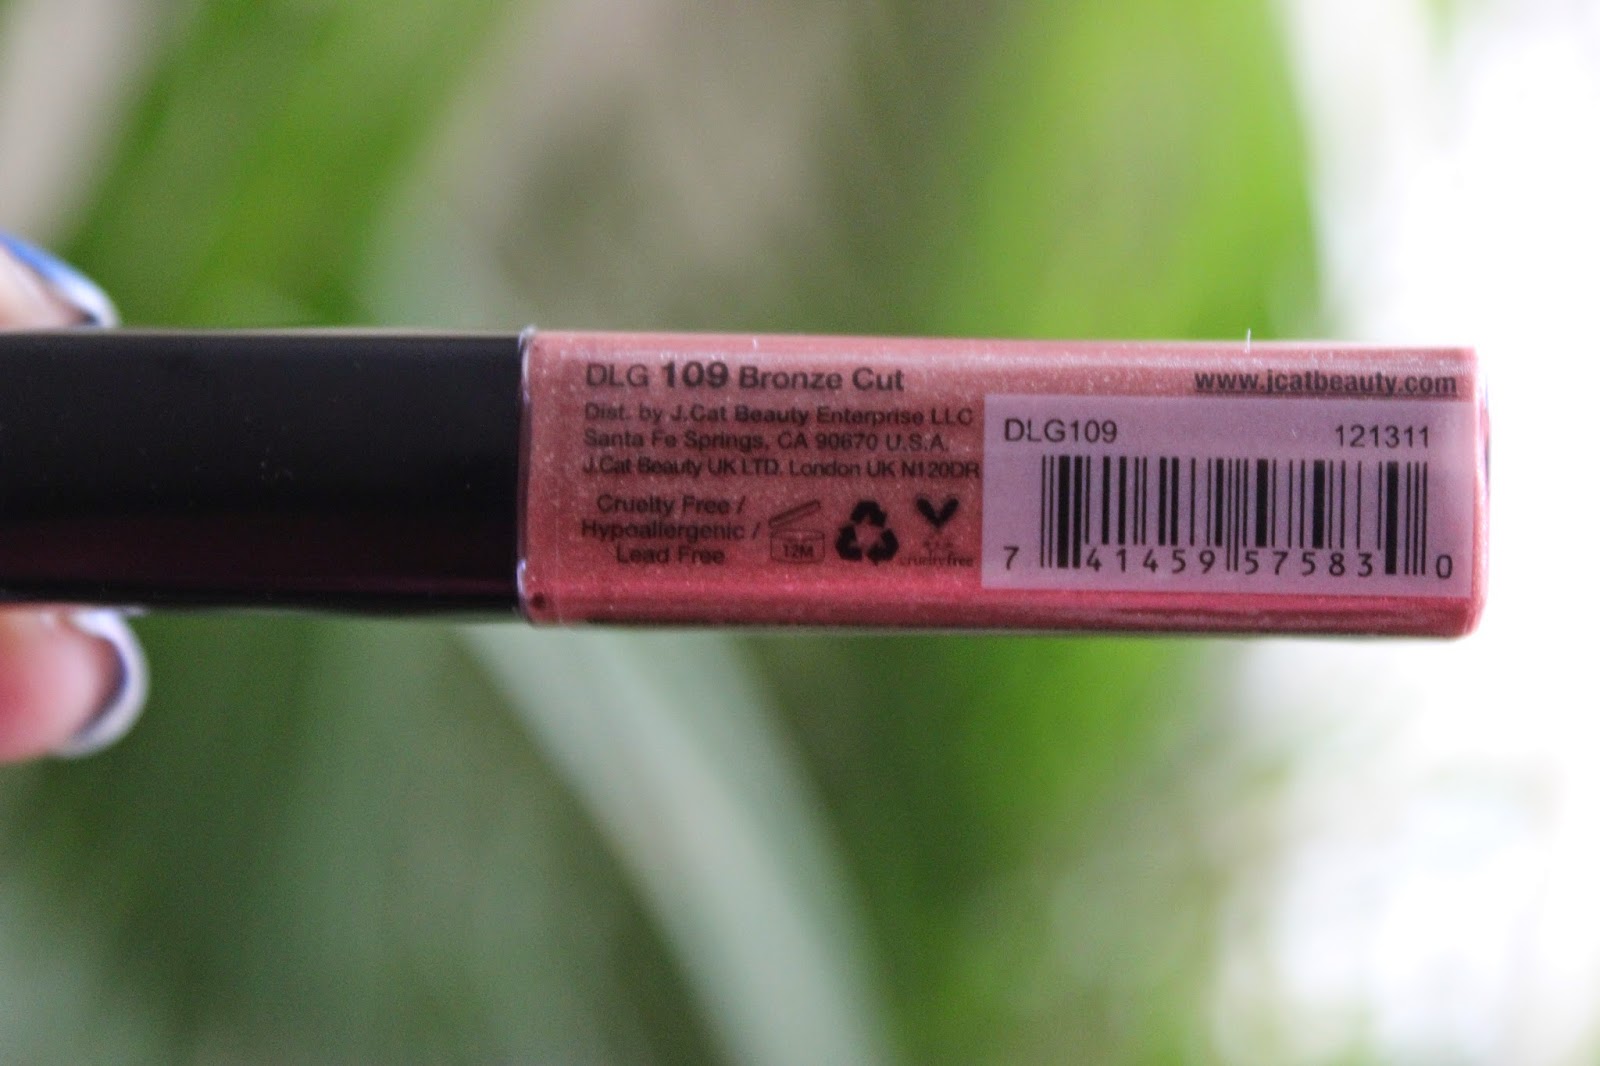 DLG 109 Bronze Cut
www.jcatbeauty.com
Dist. by J.Cat Beauty Enterprise LLC
Santa Fe Springs, CA 90670 U.S.A.
J.Cat Beauty UK LTD. London UK N120DR
Cruelty Free /
Hypoallergenic /
Lead Free
12M
crueltyfree
DLG109
121311
7 41459 57583 0